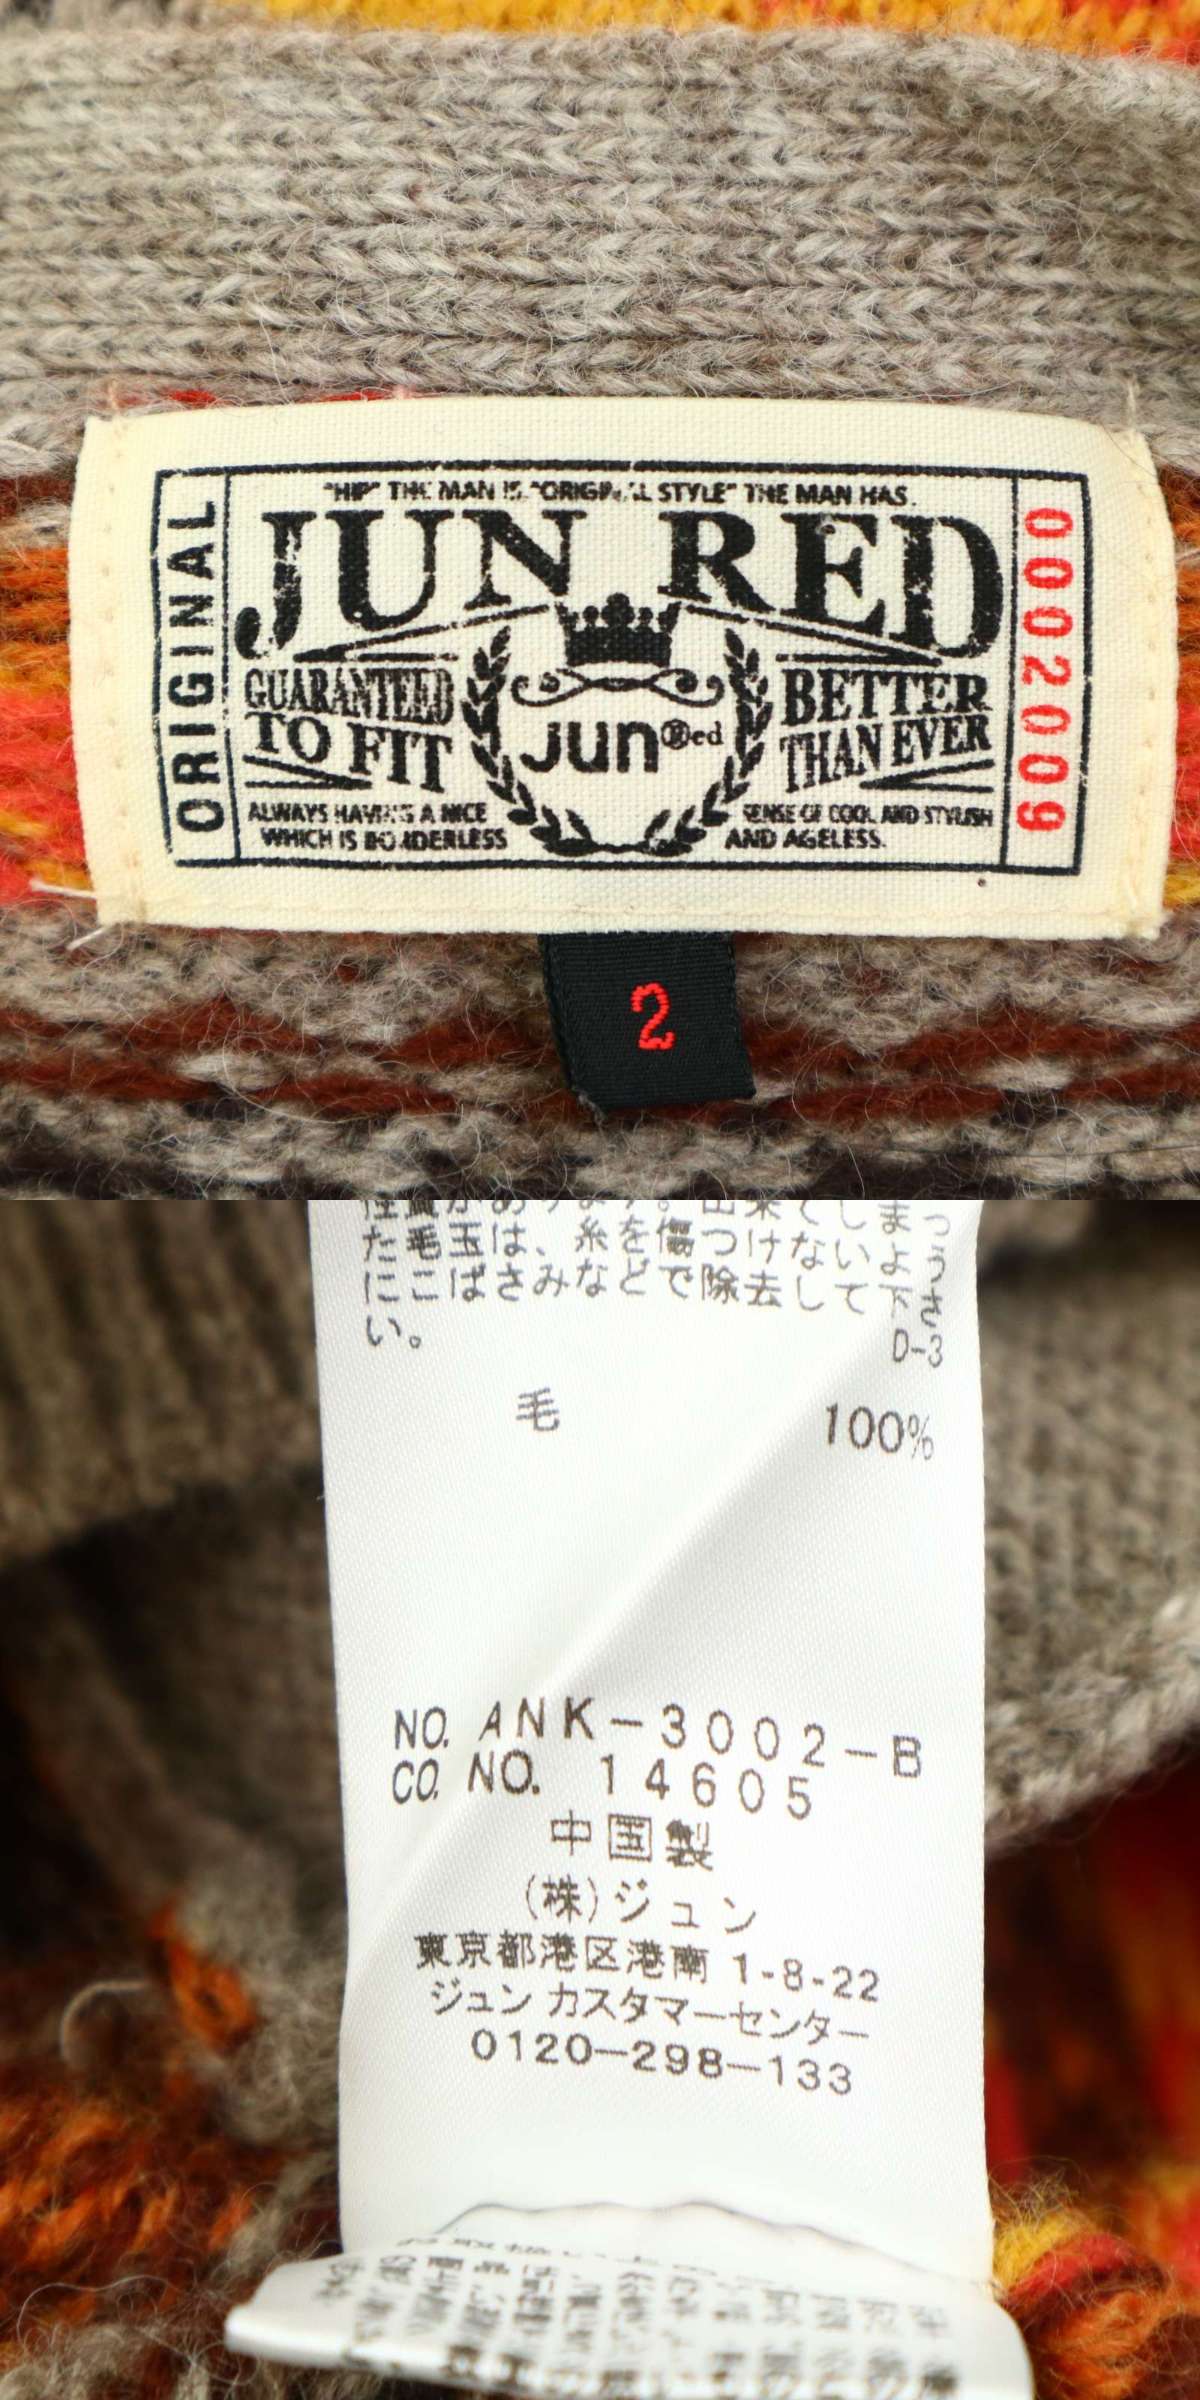 "HIP" THE MAN IS "ORIGINAL STYLE" THE MAN HAS.
ORIGINAL
JUN RED
0002009
GUARANTEED
TO FIT
jun®ed
BETTER
THAN EVER
ALWAYS HAVING A NICE
WHICH IS BORDERLESS
SENSE OF COOL AND STYLISH
AND AGELESS.
2
た毛玉は、糸を傷つけないよう
にこばさみなどで除去して下さ
い。
D-3
毛 100%
NO. ANK-3002-B
CO. NO. 14605
中国製
(株)ジュン
東京都港区港南 1-8-22
ジュン カスタマーセンター
0120-298-133